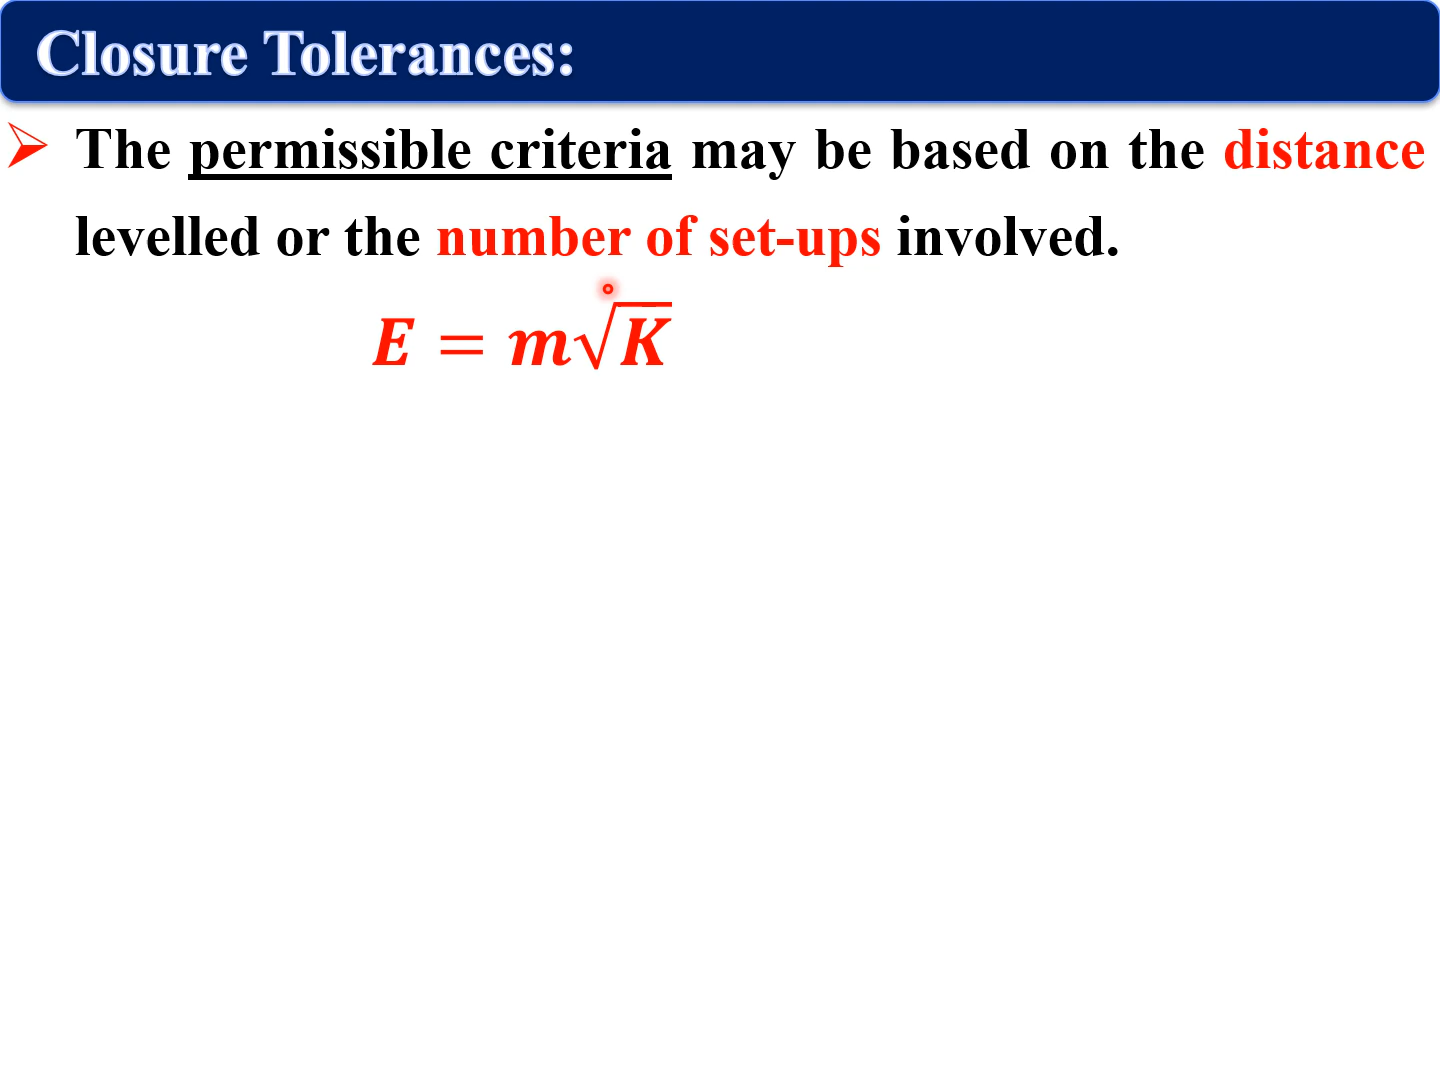 Closure Tolerances:
The permissible criteria may be based on the distance
levelled or the number of set-ups involved.
E = m√K